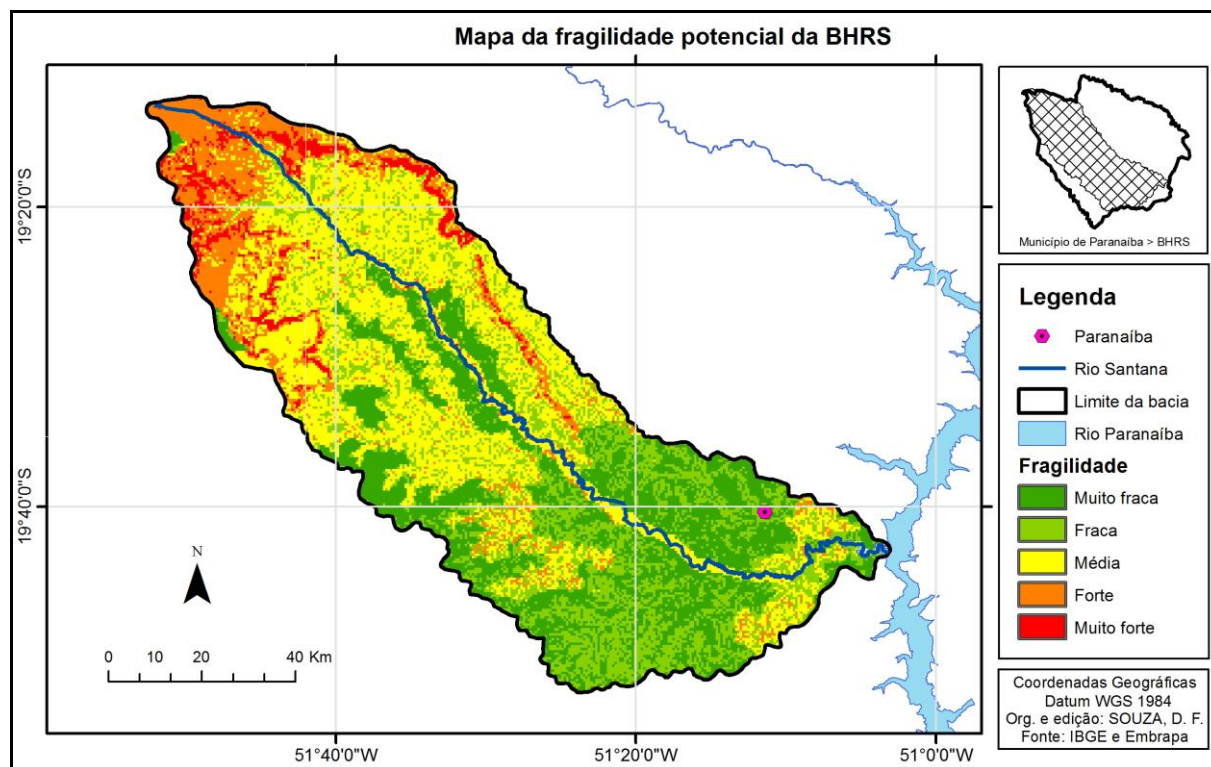 Mapa da fragilidade potencial da BHRS
19°20'0"S
19°40'0"S
N
0 10 20 40 Km
51°40'0"W
51°20'0"W
51°0'0"W
Município de Paranaíba > BHRS
Legenda
Paranaíba
Rio Santana
Limite da bacia
Rio Paranaíba
Fragilidade
Muito fraca
Fraca
Média
Forte
Muito forte
Coordenadas Geográficas
Datum WGS 1984
Org. e edição: SOUZA, D. F.
Fonte: IBGE e Embrapa